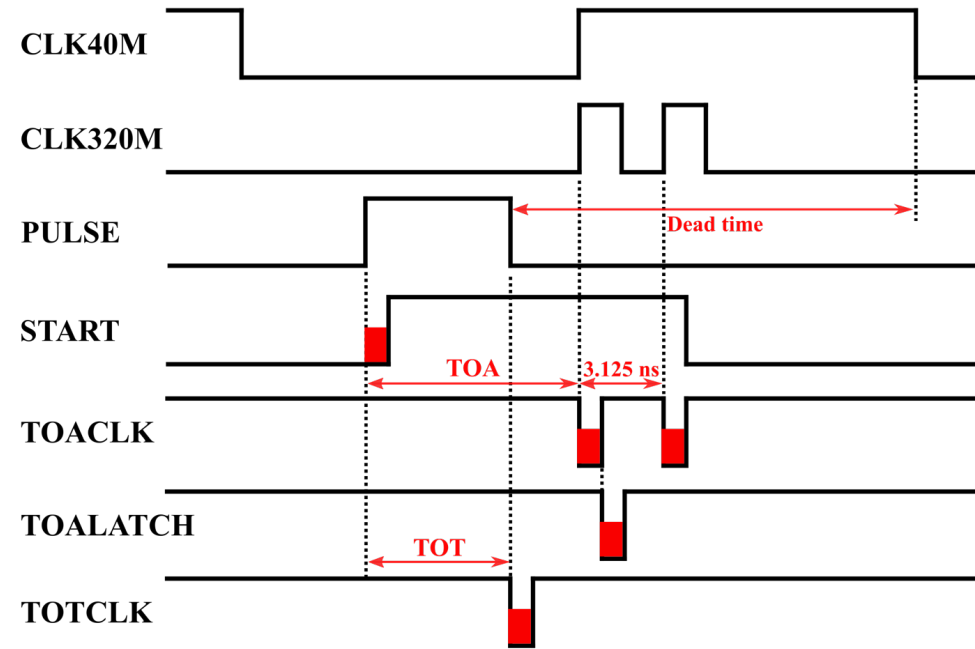 CLK40M
CLK320M
PULSE
Dead time
START
TOA
3.125 ns
TOACLK
TOALATCH
TOT
TOTCLK